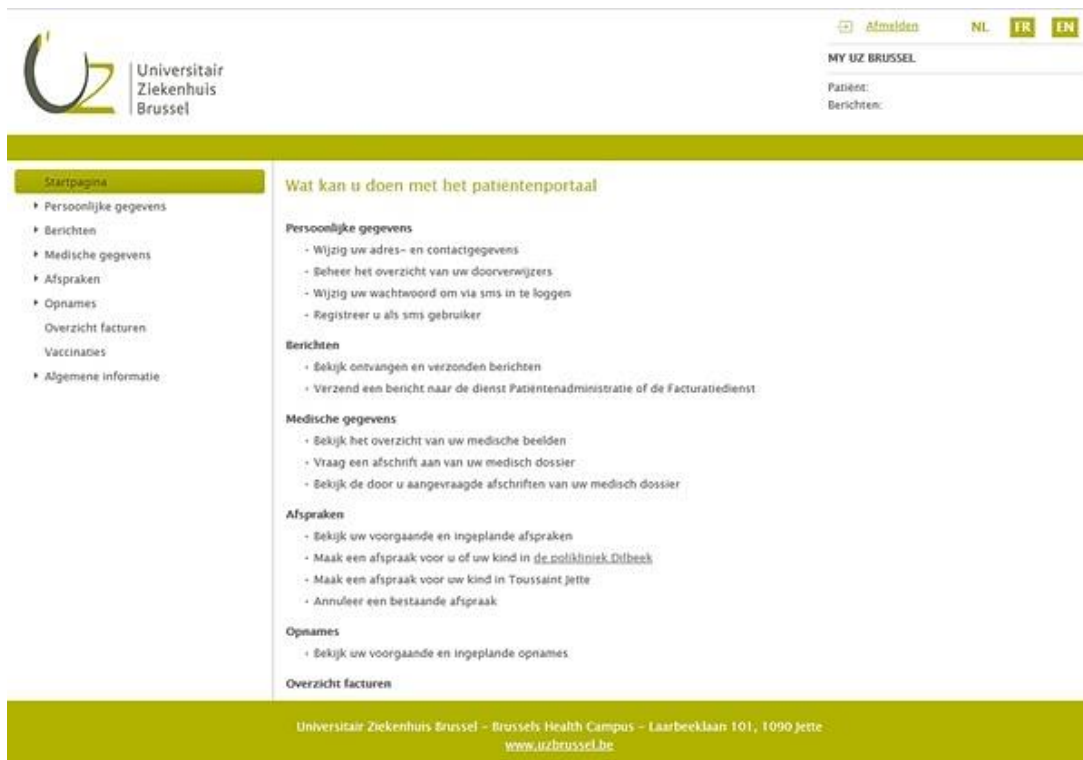 Afmelden NL FR EN
MY UZ BRUSSEL
Patiënt:
Berichten:
UZ
Universitair
Ziekenhuis
Brussel
Startpagina
Persoonlijke gegevens
Berichten
Medische gegevens
Afspraken
Opnames
Overzicht facturen
Vaccinaties
Algemene informatie
Wat kan u doen met het patiëntenportaal
Persoonlijke gegevens
- Wijzig uw adres- en contactgegevens
- Beheer het overzicht van uw doorverwijzers
- Wijzig uw wachtwoord om via sms in te loggen
- Registreer u als sms gebruiker
Berichten
- Bekijk ontvangen en verzonden berichten
- Verzend een bericht naar de dienst Patiëntenadministratie of de Facturatiedienst
Medische gegevens
- Bekijk het overzicht van uw medische beelden
- Vraag een afschrift aan van uw medisch dossier
- Bekijk de door u aangevraagde afschriften van uw medisch dossier
Afspraken
- Bekijk uw voorgaande en ingeplande afspraken
- Maak een afspraak voor u of uw kind in de polikliniek Dilbeek
- Maak een afspraak voor uw kind in Toussaint Jette
- Annuleer een bestaande afspraak
Opnames
- Bekijk uw voorgaande en ingeplande opnames
Overzicht facturen
Universitair Ziekenhuis Brussel – Brussels Health Campus – Laarbeeklaan 101, 1090 Jette
www.uzbrussel.be